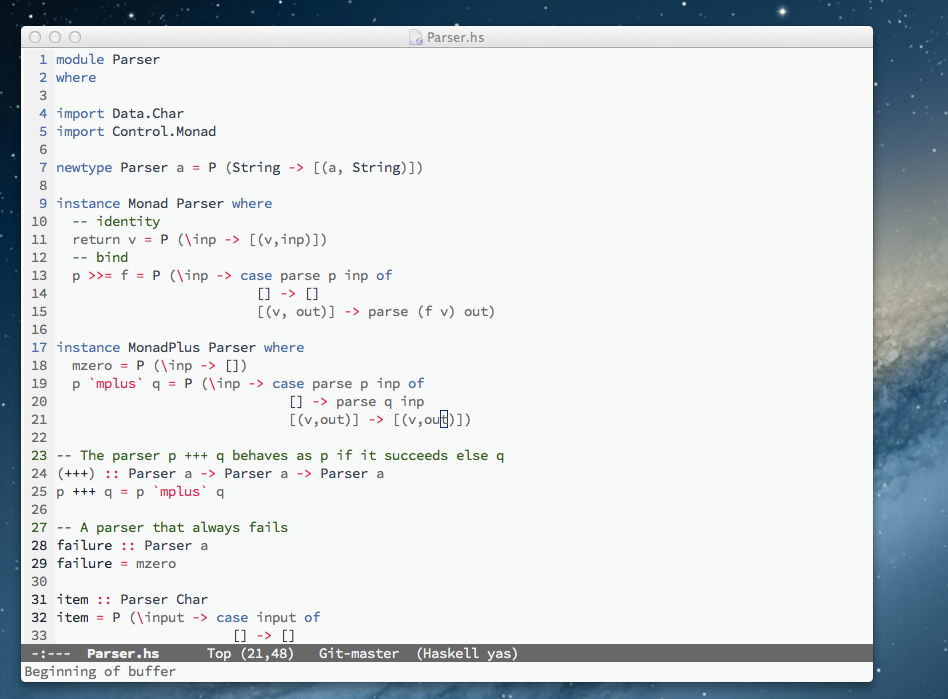 Parser.hs
1 module Parser
2 where
3
4 import Data.Char
5 import Control.Monad
6
7 newtype Parser a = P (String -> [(a, String)])
8
9 instance Monad Parser where
10   -- identity
11   return v = P (\inp -> [(v,inp)])
12   -- bind
13   p >>= f = P (\inp -> case parse p inp of
14                          [] -> []
15                          [(v, out)] -> parse (f v) out)
16
17 instance MonadPlus Parser where
18   mzero = P (\inp -> [])
19   p `mplus` q = P (\inp -> case parse p inp of
20                              [] -> parse q inp
21                              [(v,out)] -> [(v,out)])
22
23 -- The parser p +++ q behaves as p if it succeeds else q
24 (+++) :: Parser a -> Parser a -> Parser a
25 p +++ q = p `mplus` q
26
27 -- A parser that always fails
28 failure :: Parser a
29 failure = mzero
30
31 item :: Parser Char
32 item = P (\input -> case input of
33                       [] -> []
-:---  Parser.hs      Top (21,48)   Git-master  (Haskell yas)
Beginning of buffer